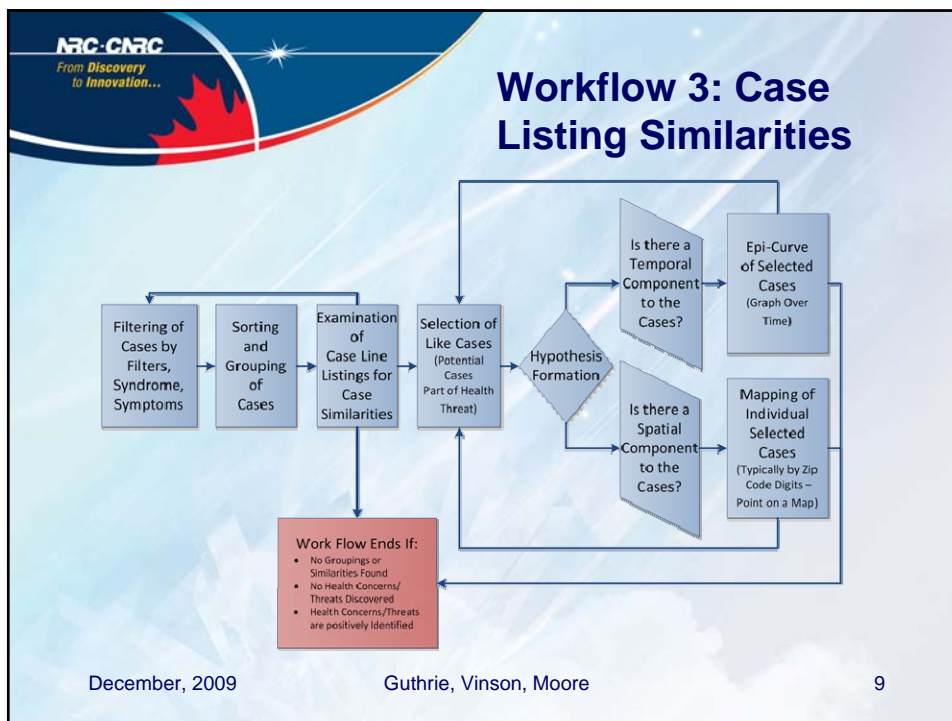 NRC·CNRC
From Discovery
to Innovation...
Workflow 3: Case
Listing Similarities
Filtering of
Cases by
Filters,
Syndrome,
Symptoms
Sorting
and
Grouping
of
Cases
Examination
of
Case Line
Listings for
Case
Similarities
Selection of
Like Cases
(Potential
Cases
Part of Health
Threat)
Hypothesis
Formation
Is there a
Temporal
Component
to the
Cases?
Epi-Curve
of Selected
Cases
(Graph Over
Time)
Is there a
Spatial
Component
to the
Cases?
Mapping of
Individual
Selected
Cases
(Typically by Zip
Code Digits –
Point on a Map)
Work Flow Ends If:
• No Groupings or
Similarities Found
• No Health Concerns/
Threats Discovered
• Health Concerns/Threats
are positively Identified
December, 2009
Guthrie, Vinson, Moore
9